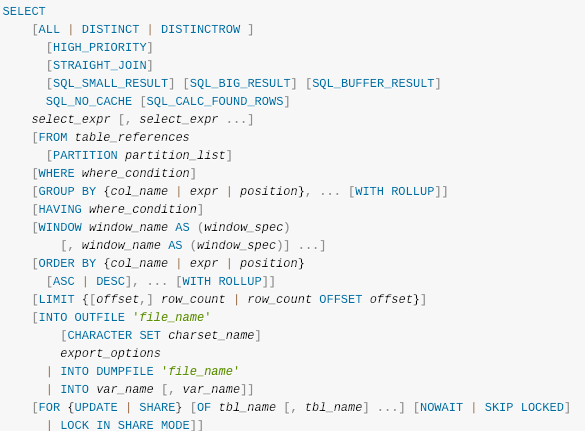 SELECT
[ALL | DISTINCT | DISTINCTROW ]
[HIGH_PRIORITY]
[STRAIGHT_JOIN]
[SQL_SMALL_RESULT] [SQL_BIG_RESULT] [SQL_BUFFER_RESULT]
SQL_NO_CACHE [SQL_CALC_FOUND_ROWS]
select_expr [, select_expr ...]
[FROM table_references
[PARTITION partition_list]
[WHERE where_condition]
[GROUP BY {col_name | expr | position}, ... [WITH ROLLUP]]
[HAVING where_condition]
[WINDOW window_name AS (window_spec)
[, window_name AS (window_spec)] ...]
[ORDER BY {col_name | expr | position}
[ASC | DESC], ... [WITH ROLLUP]]
[LIMIT {[offset,] row_count | row_count OFFSET offset}]
[INTO OUTFILE 'file_name'
[CHARACTER SET charset_name]
export_options
| INTO DUMPFILE 'file_name'
| INTO var_name [, var_name]]
[FOR {UPDATE | SHARE} [OF tbl_name [, tbl_name] ...] [NOWAIT | SKIP LOCKED]
| LOCK IN SHARE MODE]]